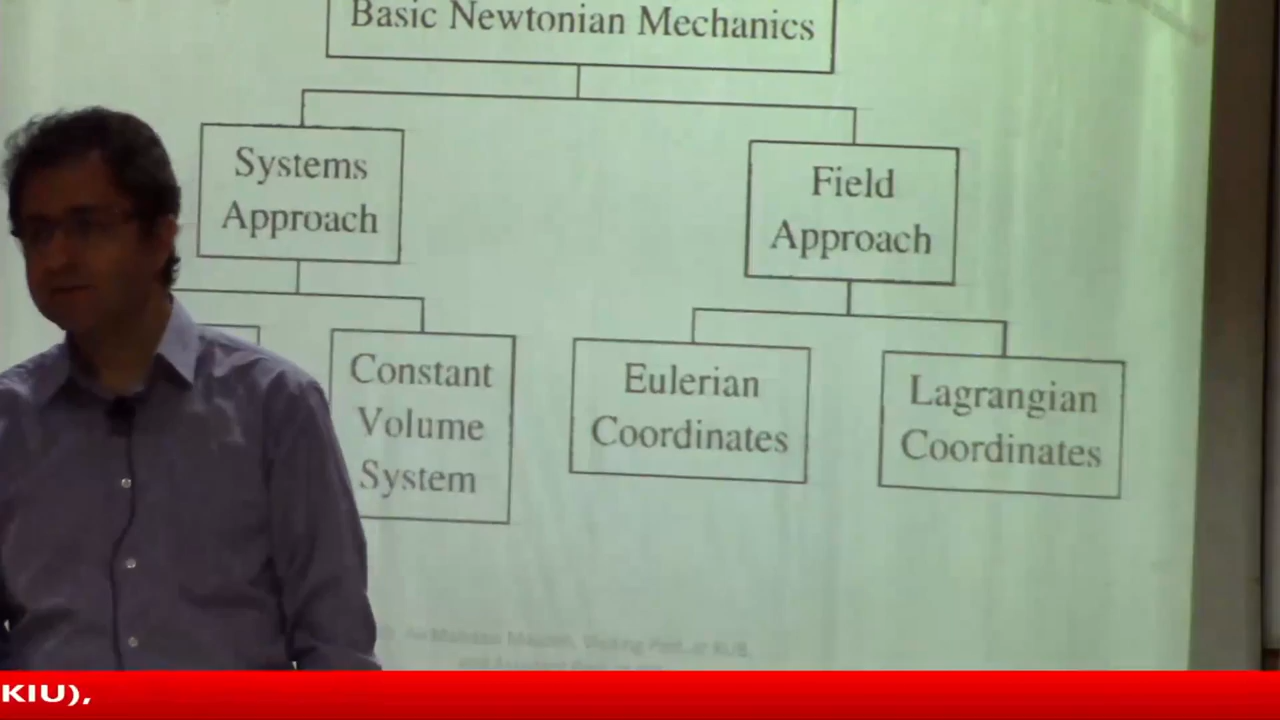 Basic Newtonian Mechanics
Systems
Approach
Field
Approach
Constant
Volume
System
Eulerian
Coordinates
Lagrangian
Coordinates
KIU),